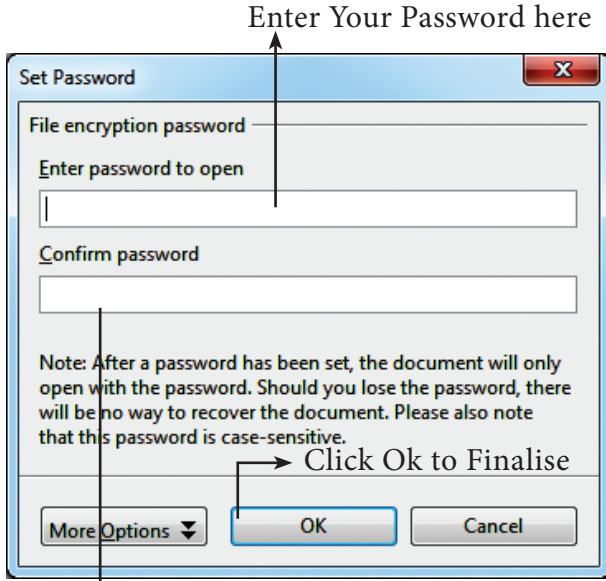 Enter Your Password here
Set Password
File encryption password
Enter password to open
Confirm password
Note: After a password has been set, the document will only
open with the password. Should you lose the password, there
will be no way to recover the document. Please also note
that this password is case-sensitive.
Click Ok to Finalise
More Options
OK
Cancel